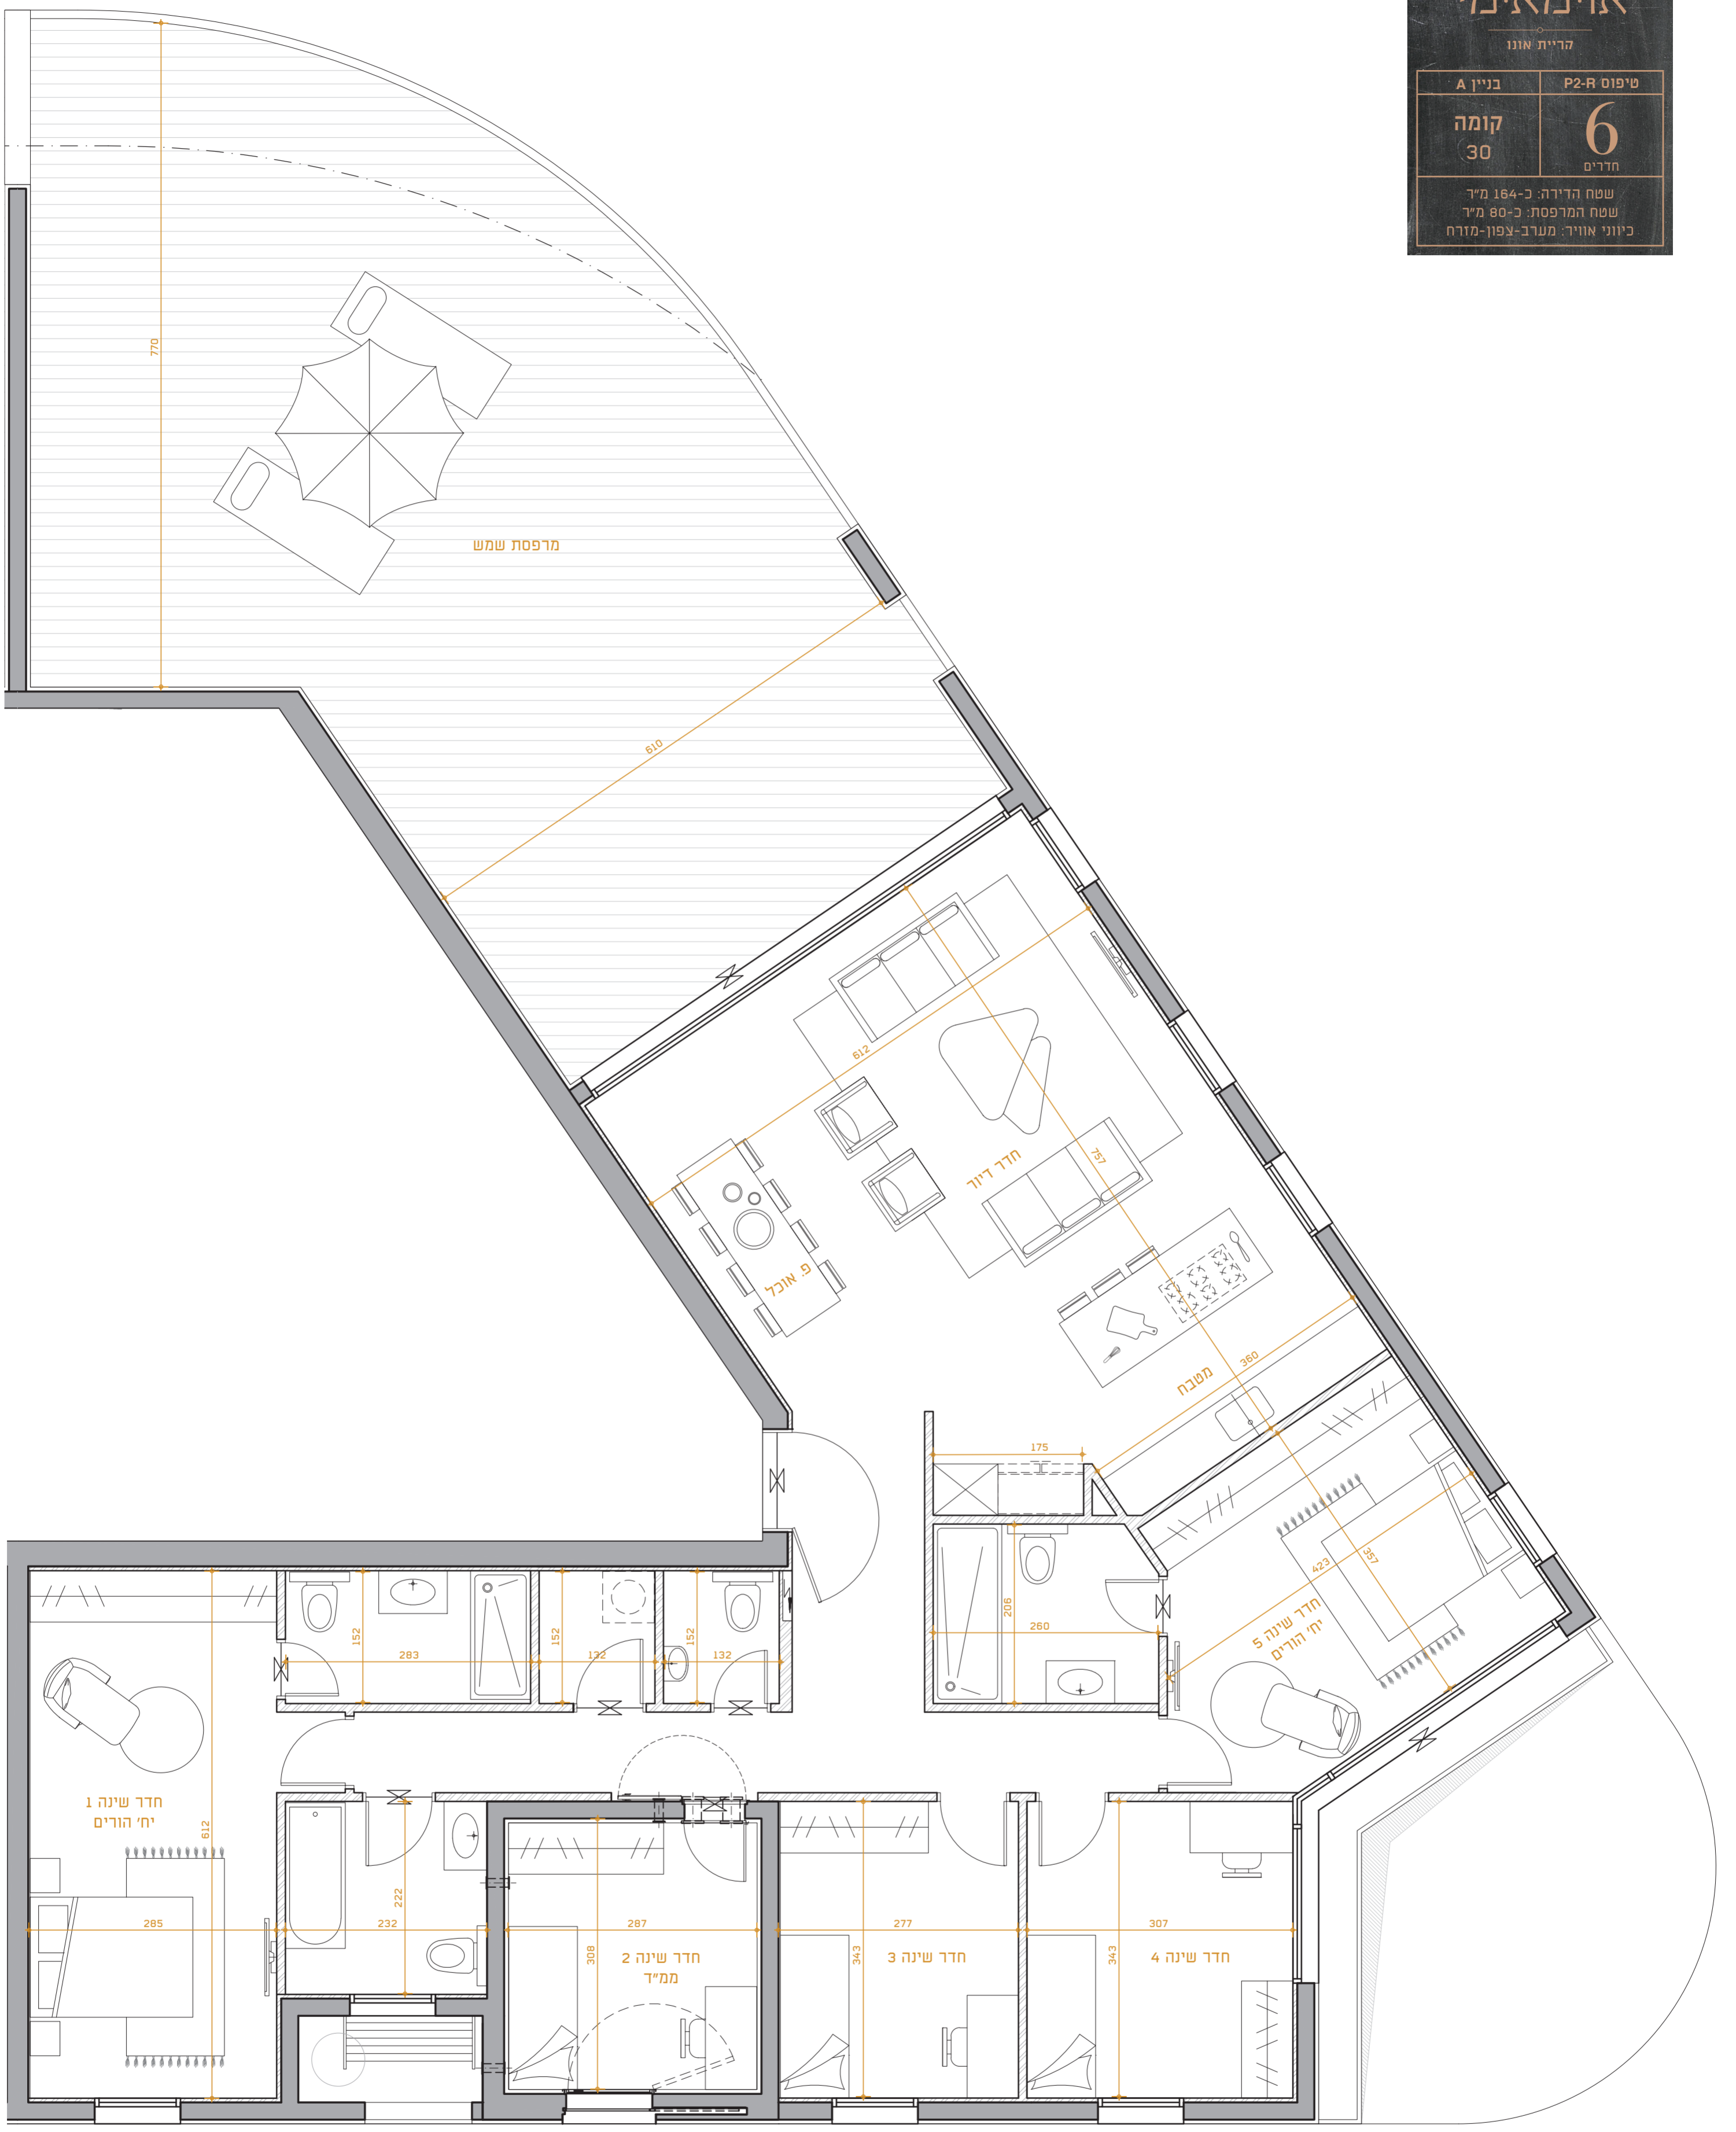 קריית אונו
טיפוס P2-R
בניין A
6
חדרים
קומה
30
שטח הדירה: כ-164 מ״ר
שטח המרפסת: כ-80 מ״ר
כיווני אוויר: מערב-צפון-מזרח
770
מרפסת שמש
610
612
757
חדר דיור
פ. אוכל
360
מטבח
175
206
260
423
357
חדר שינה 5
יח׳ הורים
152
283
152
132
152
132
חדר שינה 1
יח׳ הורים
612
285
222
232
287
308
חדר שינה 2
ממ״ד
277
343
חדר שינה 3
307
343
חדר שינה 4